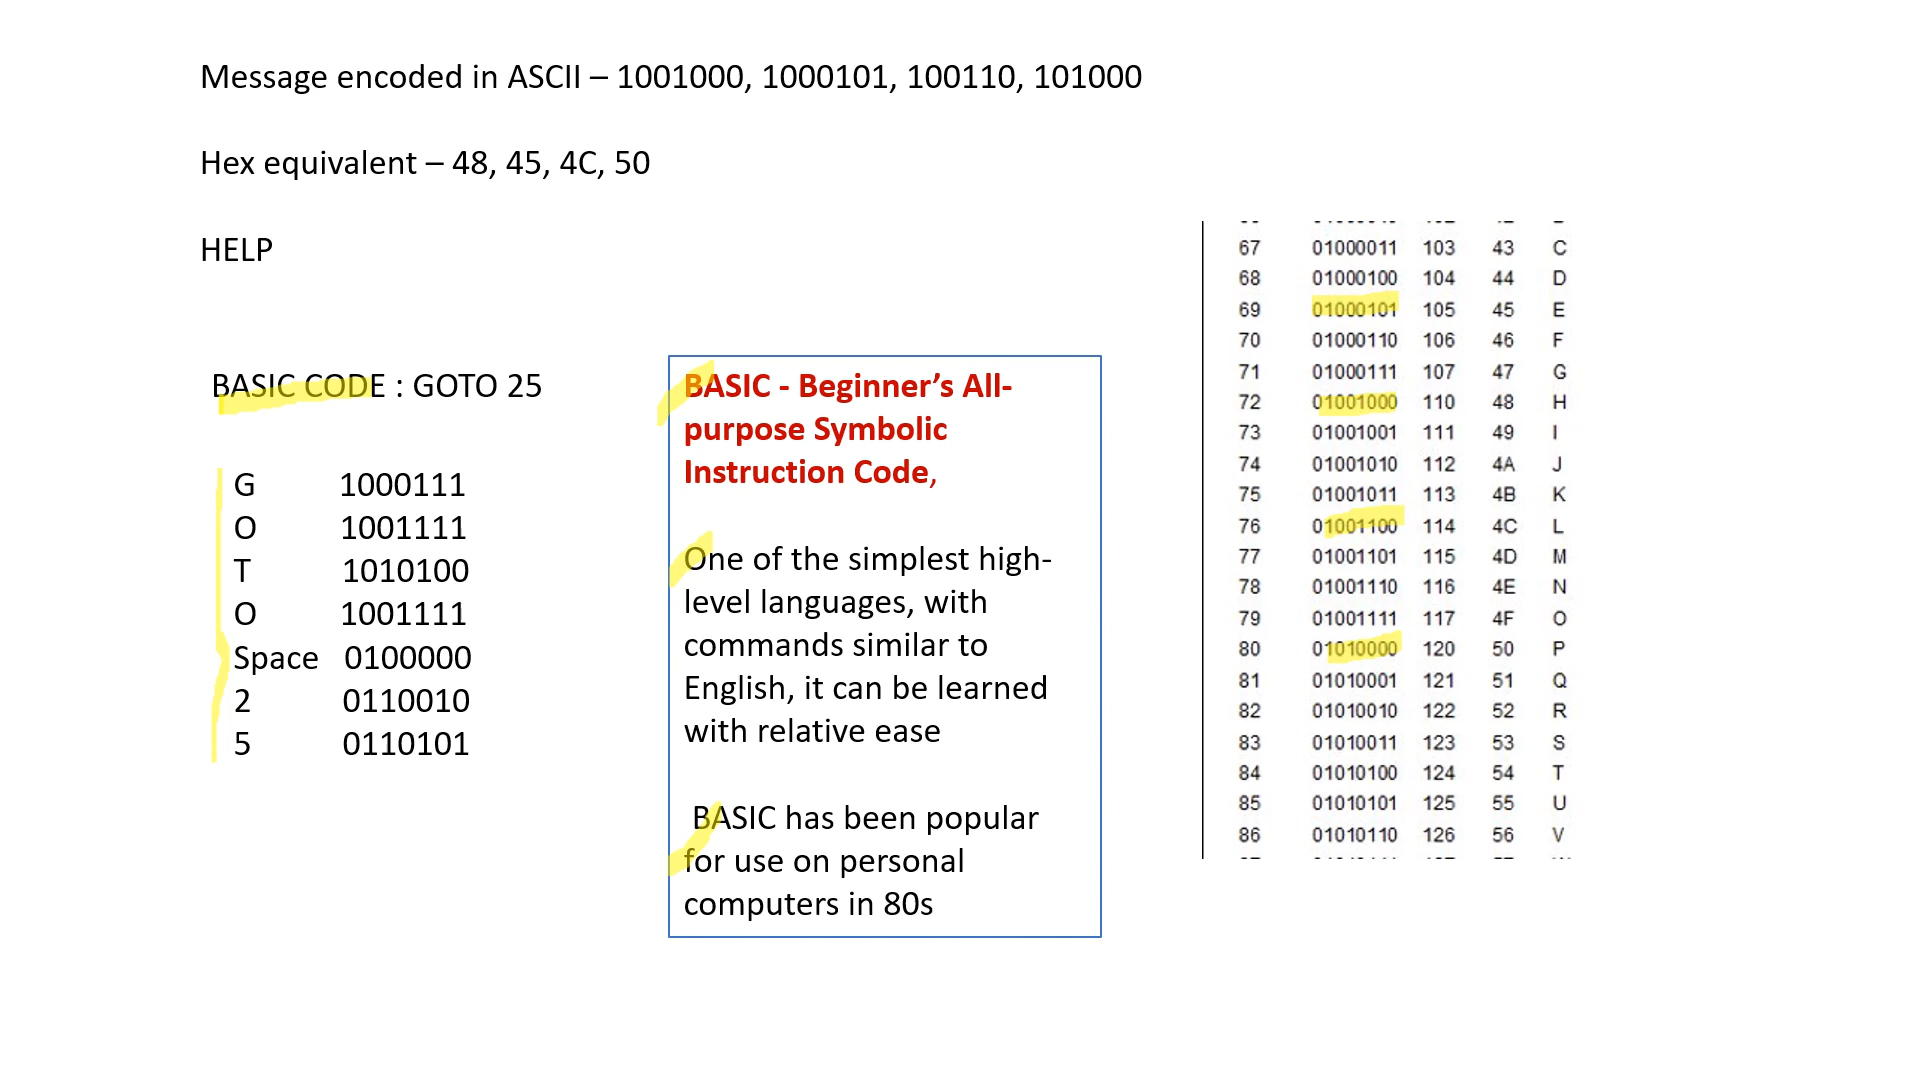 Message encoded in ASCII – 1001000, 1000101, 100110, 101000
Hex equivalent – 48, 45, 4C, 50
HELP
BASIC CODE : GOTO 25
G 1000111
O 1001111
T 1010100
O 1001111
Space 0100000
2 0110010
5 0110101
BASIC - Beginner’s All-
purpose Symbolic
Instruction Code,
One of the simplest high-
level languages, with
commands similar to
English, it can be learned
with relative ease
BASIC has been popular
for use on personal
computers in 80s
67 01000011 103 43 C
68 01000100 104 44 D
69 01000101 105 45 E
70 01000110 106 46 F
71 01000111 107 47 G
72 01001000 110 48 H
73 01001001 111 49 I
74 01001010 112 4A J
75 01001011 113 4B K
76 01001100 114 4C L
77 01001101 115 4D M
78 01001110 116 4E N
79 01001111 117 4F O
80 01010000 120 50 P
81 01010001 121 51 Q
82 01010010 122 52 R
83 01010011 123 53 S
84 01010100 124 54 T
85 01010101 125 55 U
86 01010110 126 56 V